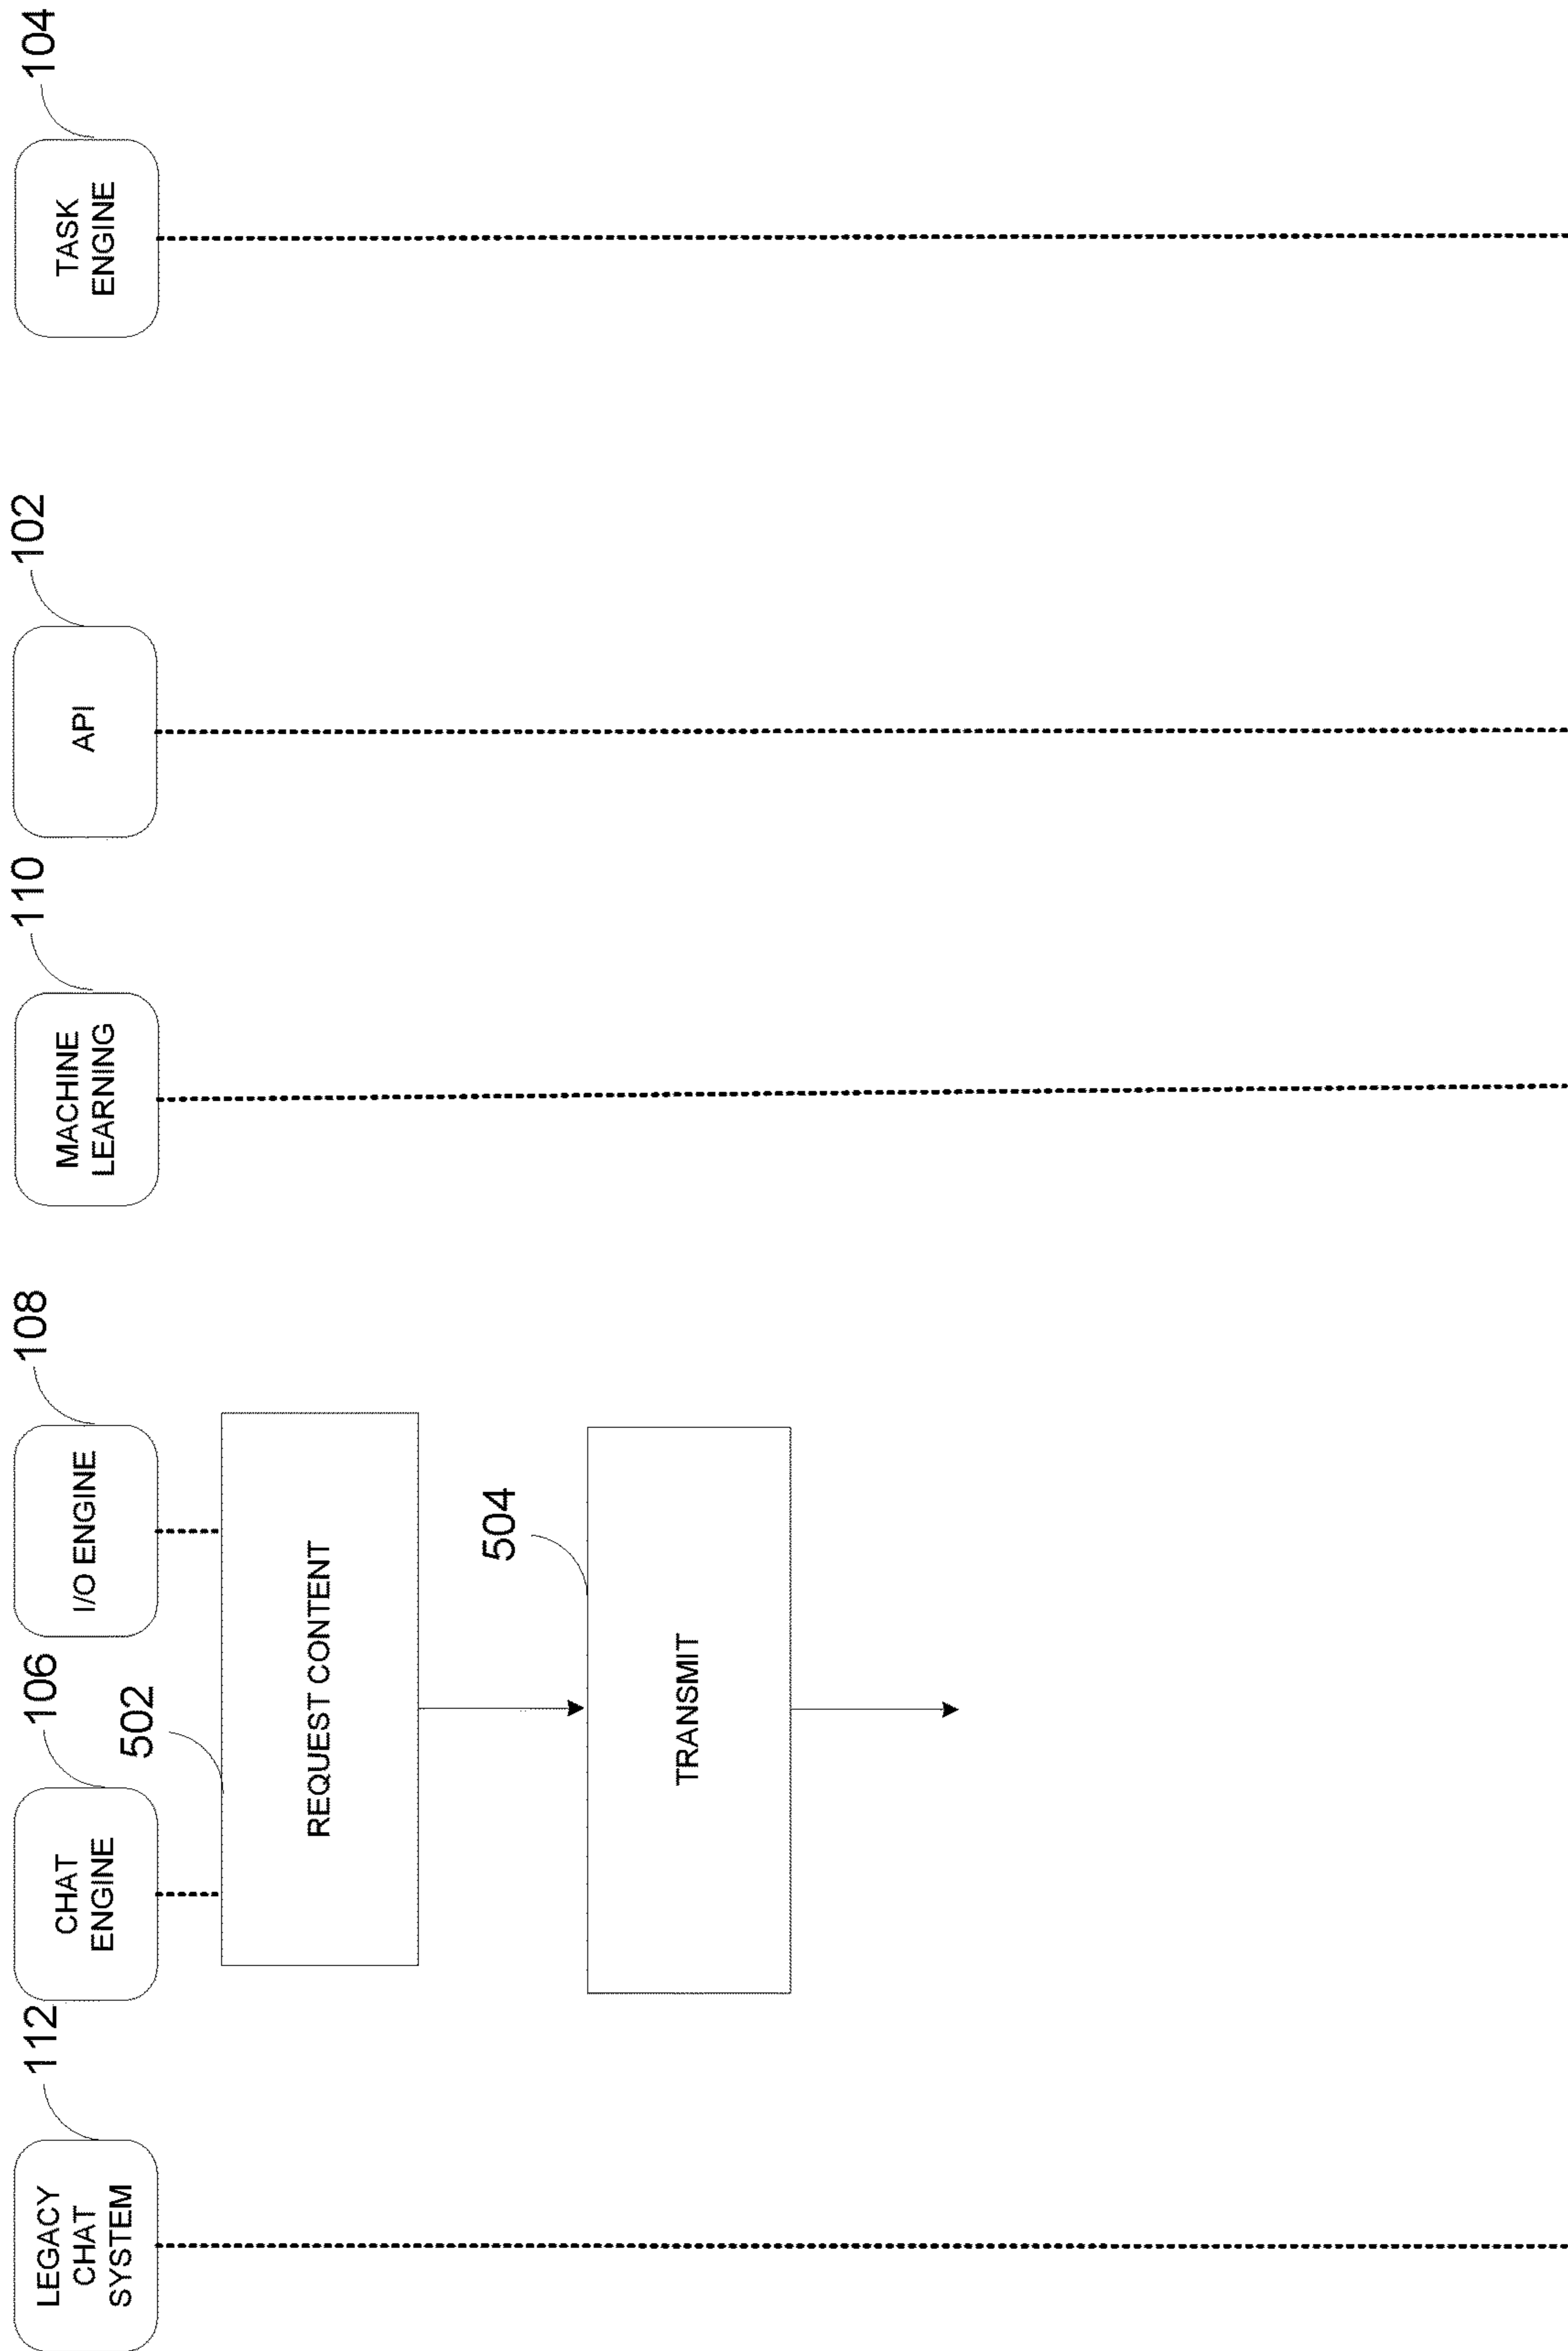 112
LEGACY
CHAT
SYSTEM
106
CHAT
ENGINE
108
I/O ENGINE
110
MACHINE
LEARNING
102
API
104
TASK
ENGINE
502
REQUEST CONTENT
504
TRANSMIT